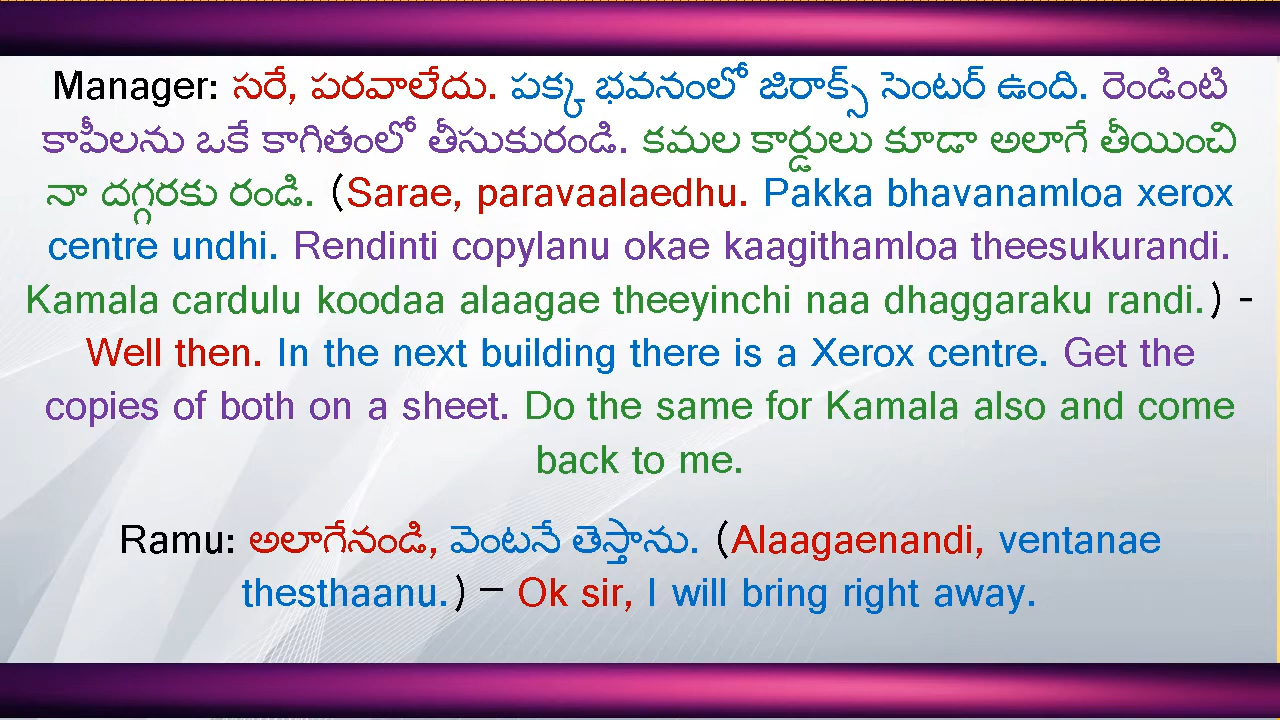 Manager: సరే, పరవాలేదు. పక్క భవనంలో జిరాక్స్ సెంటర్ ఉంది. రెండింటి
కాపీలను ఒకే కాగితంలో తీసుకురండి. కమల కార్డులు కూడా అలాగే తీయించి
నా దగ్గరకు రండి. (Sarae, paravaalaedhu. Pakka bhavanamloa xerox
centre undhi. Rendinti copylanu okae kaagithamloa theesukurandi.
Kamala cardulu koodaa alaagae theeyinchi naa dhaggaraku randi.) -
Well then. In the next building there is a Xerox centre. Get the
copies of both on a sheet. Do the same for Kamala also and come
back to me.
Ramu: అలాగేనండి, వెంటనే తెస్తాను. (Alaagaenandi, ventanae
thesthaanu.) – Ok sir, I will bring right away.